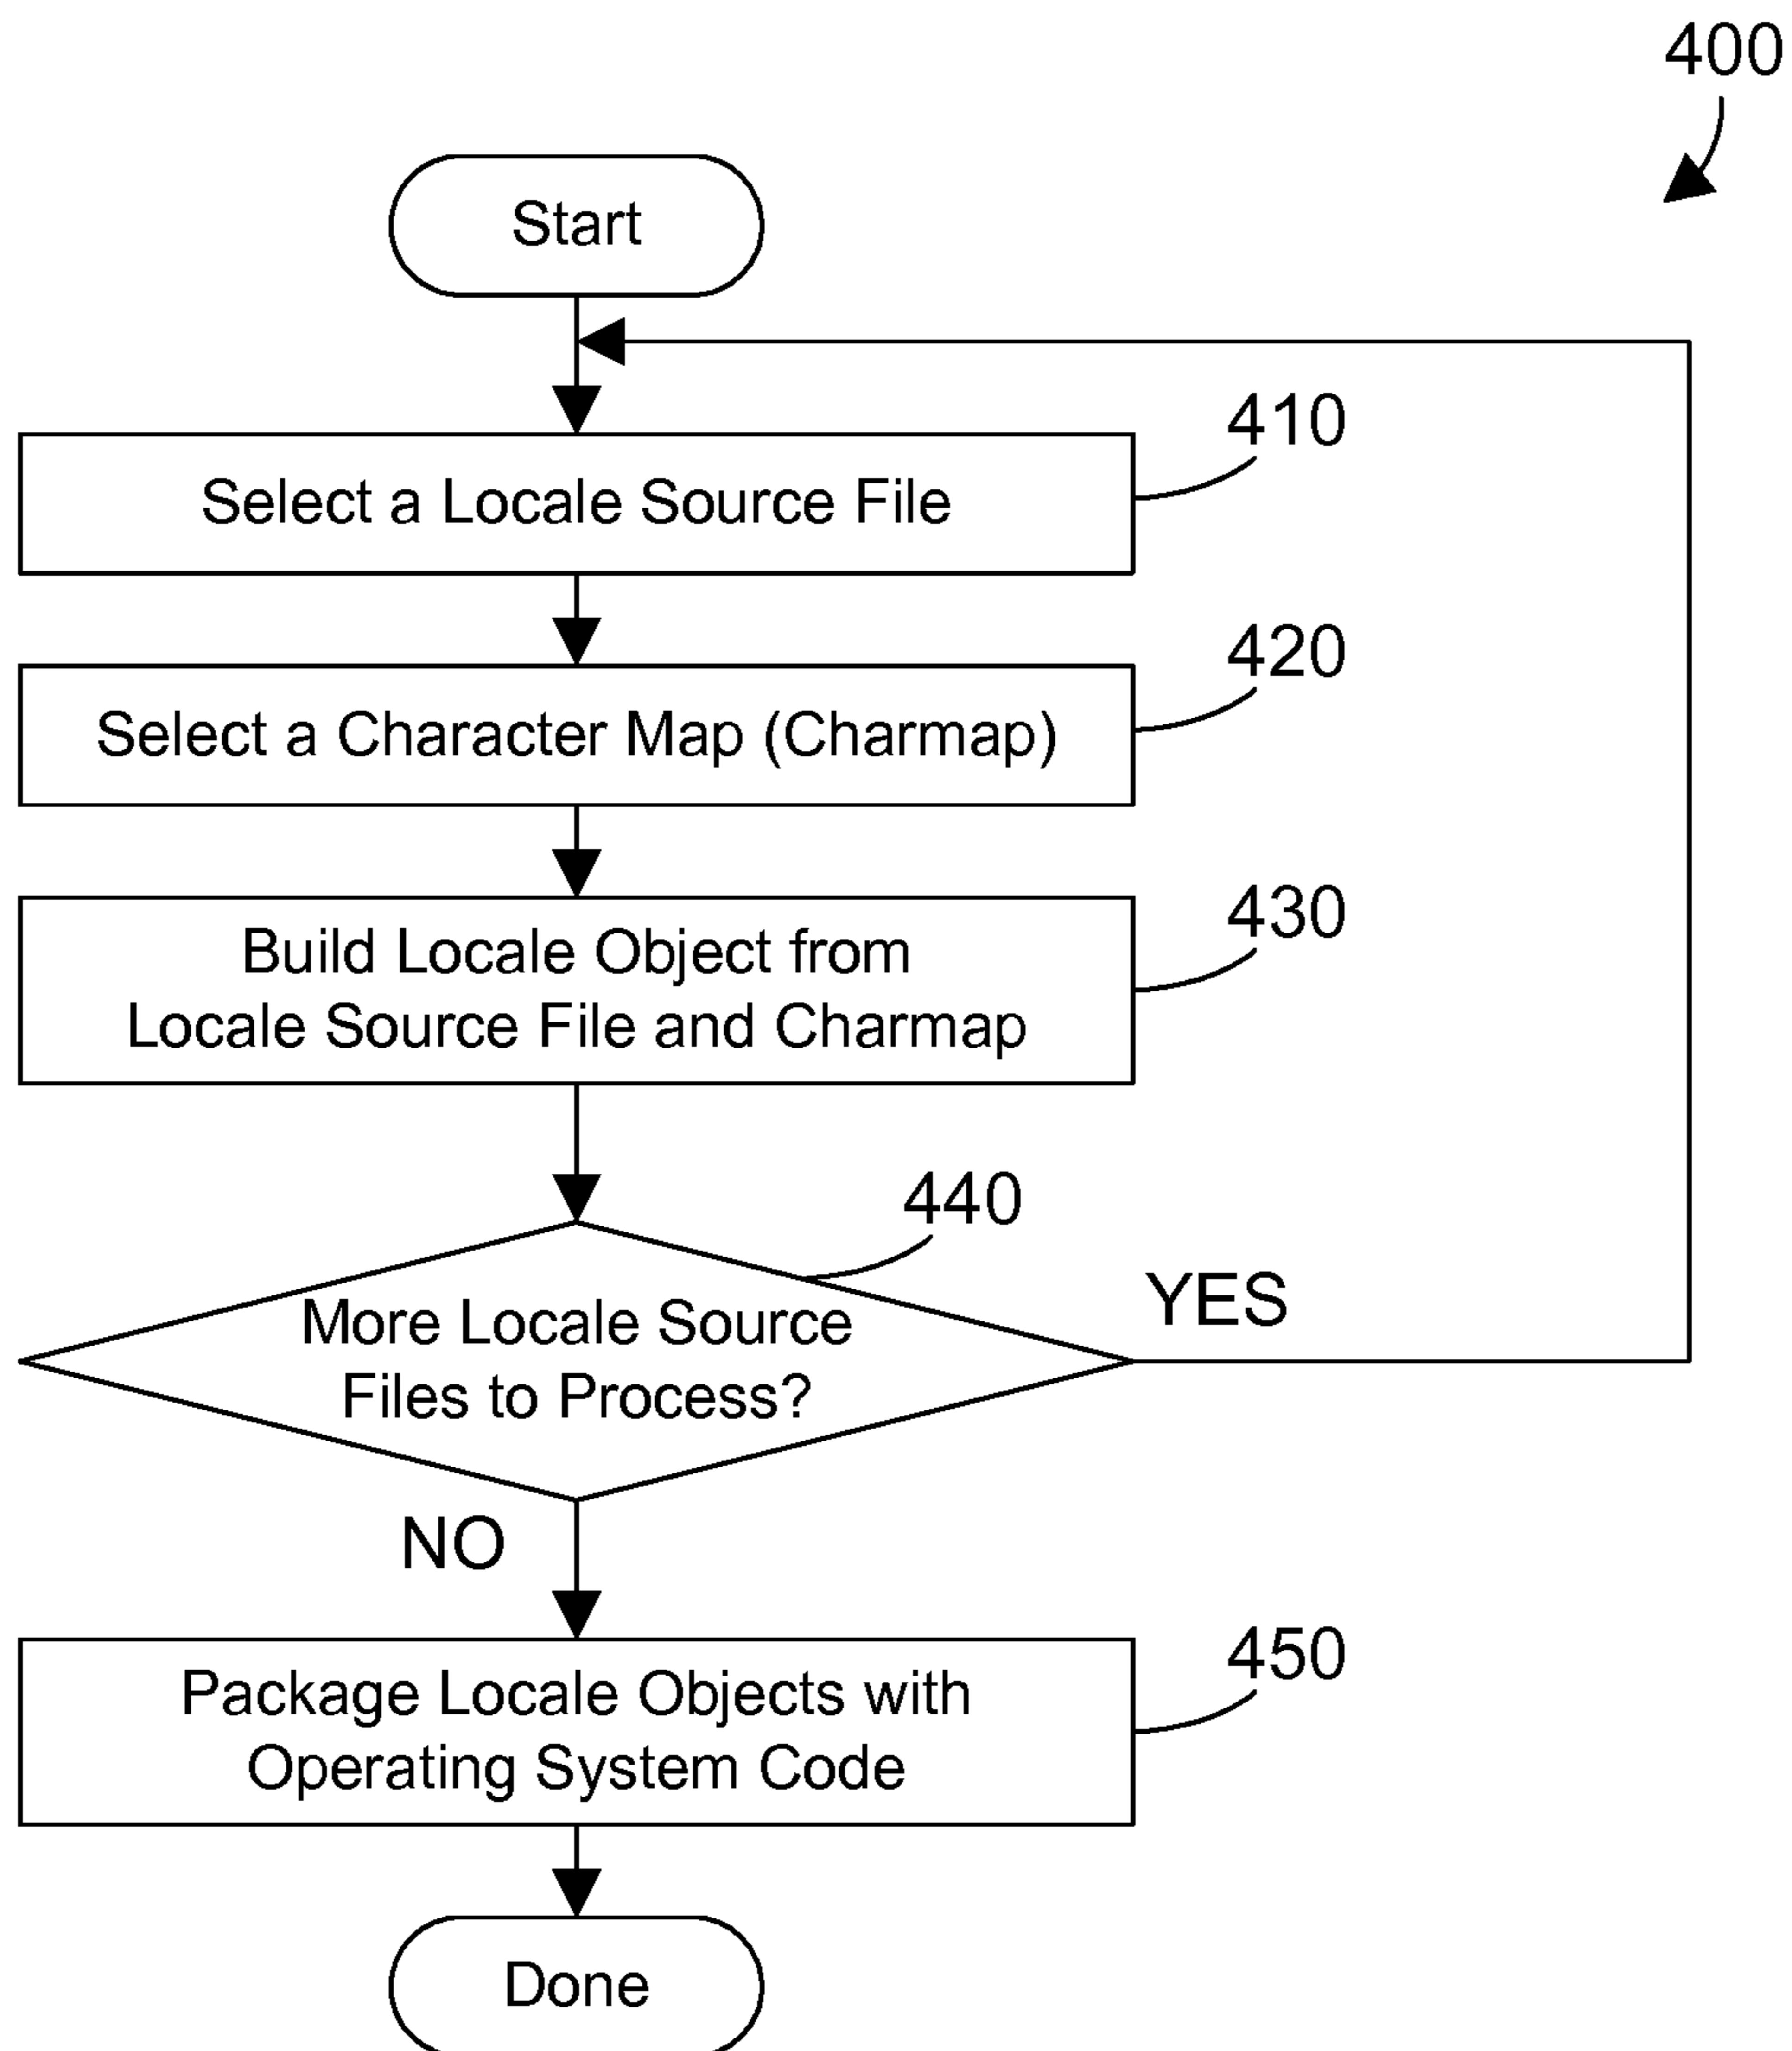 400
Start
410
Select a Locale Source File
420
Select a Character Map (Charmap)
430
Build Locale Object from
Locale Source File and Charmap
440
More Locale Source
Files to Process?
YES
NO
450
Package Locale Objects with
Operating System Code
Done